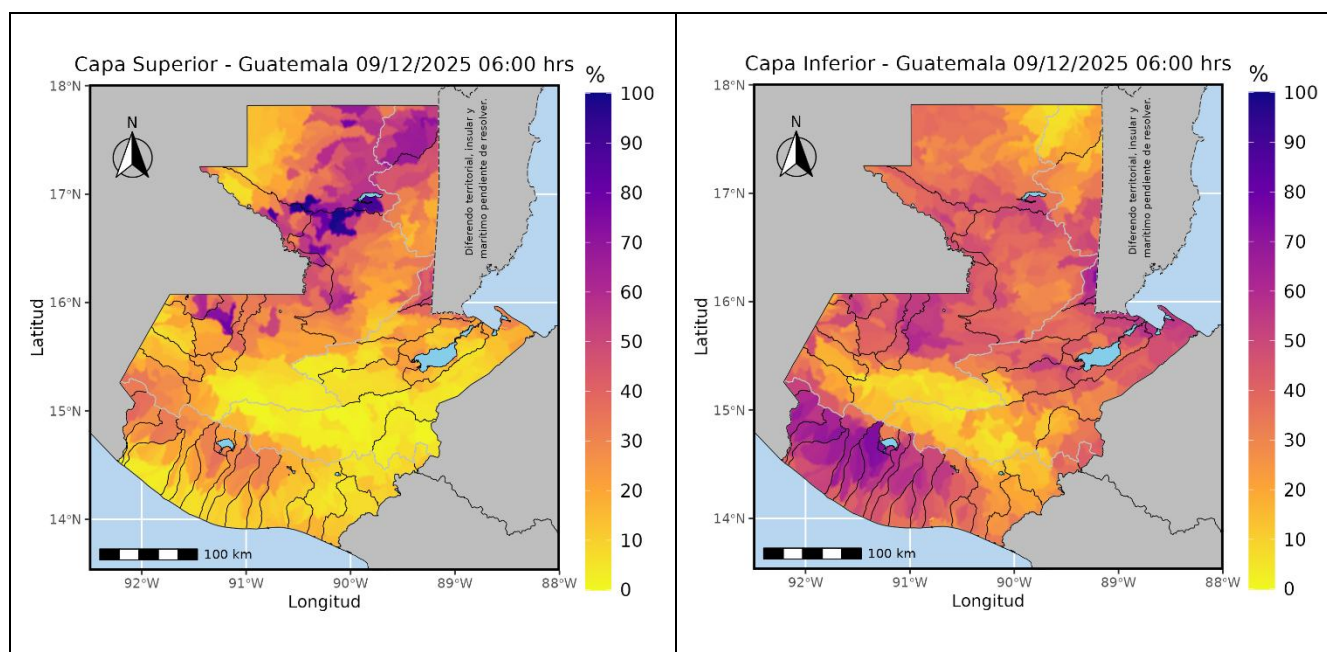 Capa Superior - Guatemala 09/12/2025 06:00 hrs
%
18°N
17°N
16°N
15°N
14°N
Latitud
N
Diferendo territorial, insular y
marítimo pendiente de resolver.
100
90
80
70
60
50
40
30
20
10
0
100 km
92°W
91°W
90°W
89°W
88°W
Longitud
Capa Inferior - Guatemala 09/12/2025 06:00 hrs
%
18°N
17°N
16°N
15°N
14°N
Latitud
N
Diferendo territorial, insular y
marítimo pendiente de resolver.
100
90
80
70
60
50
40
30
20
10
0
100 km
92°W
91°W
90°W
89°W
88°W
Longitud